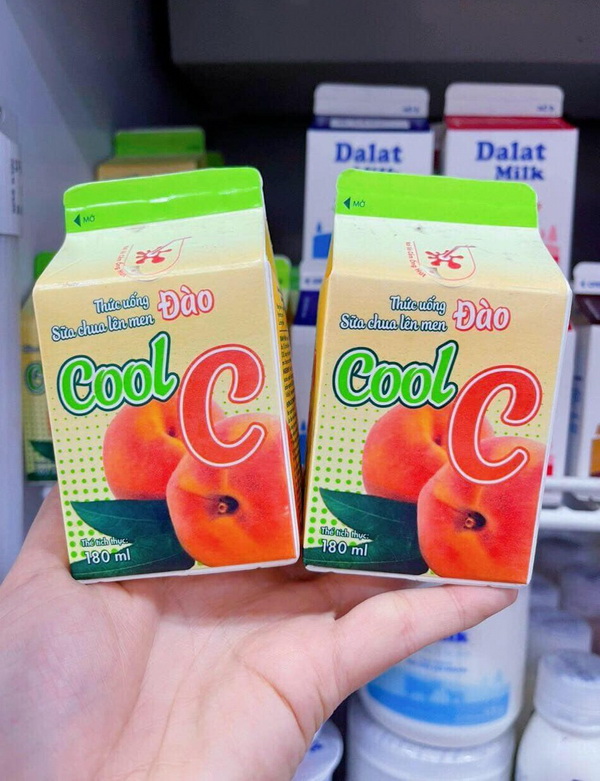 Dalat
Milk
Dalat
Milk
MỞ
Thức uống
Sữa chua lên men
Đào
Cool C
Thể tích thực:
180 ml
MỞ
Thức uống
Sữa chua lên men
Đào
Cool C
Thể tích thực:
180 ml